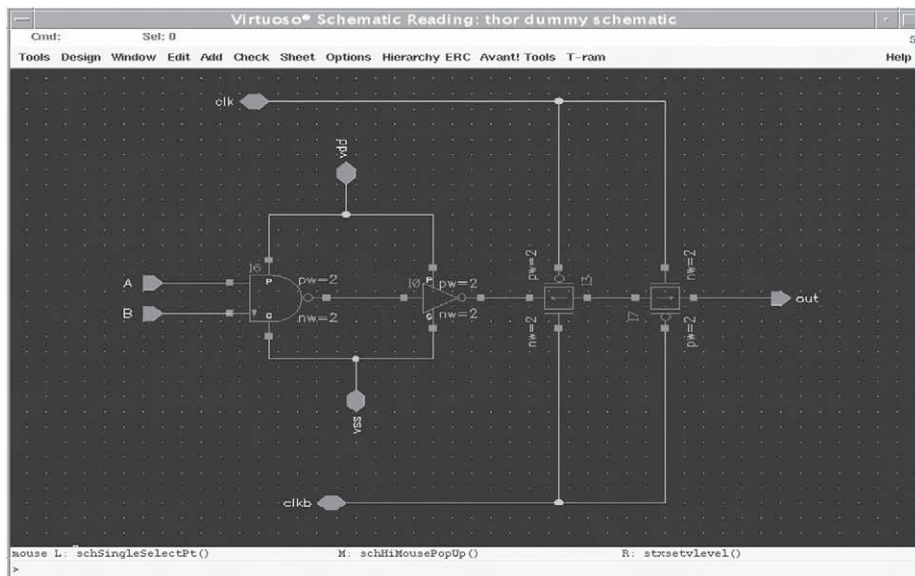 Virtuoso® Schematic Reading: thor dummy schematic
Cmd: Sel: 0 5
Tools Design Window Edit Add Check Sheet Options Hierarchy ERC Avant! Tools T-ram Help
clk
vdd
I6
pw=2
I0
pw=2
pw=2
I3
nw=2
A
P
P
out
B
G
nw=2
G
nw=2
nw=2
I7
pw=2
vss
clkb
mouse L: schSingleSelectPt() M: schHiMousePopUp() R: stxsetvlevel()
>